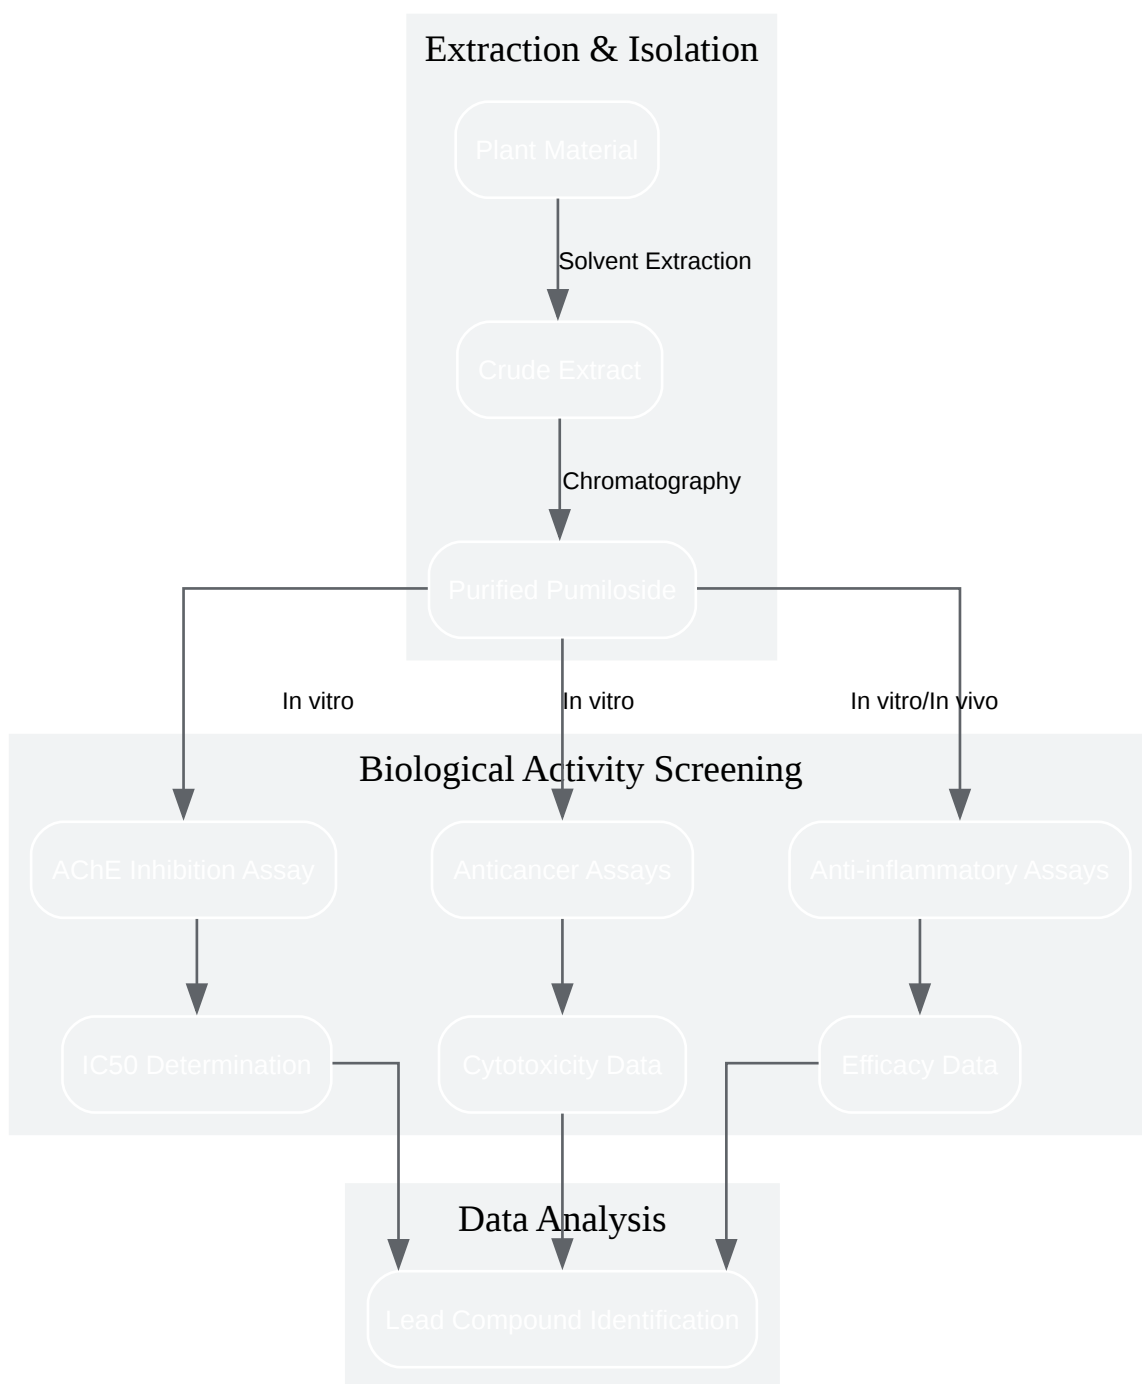 Extraction & Isolation
Plant Material
Solvent Extraction
Crude Extract
Chromatography
Purified Pumiloside
In vitro
In vitro
In vitro/In vivo
Biological Activity Screening
AChE Inhibition Assay
Anticancer Assays
Anti-inflammatory Assays
IC50 Determination
Cytotoxicity Data
Efficacy Data
Data Analysis
Lead Compound Identification